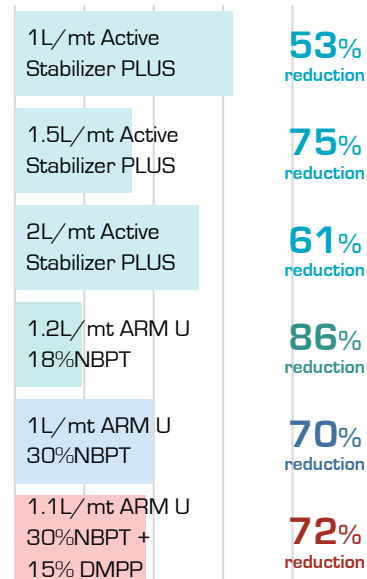 1L/mt Active
Stabilizer PLUS
53%
reduction
1.5L/mt Active
Stabilizer PLUS
75%
reduction
2L/mt Active
Stabilizer PLUS
61%
reduction
1.2L/mt ARM U
18%NBPT
86%
reduction
1L/mt ARM U
30%NBPT
70%
reduction
1.1L/mt ARM U
30%NBPT +
15% DMPP
72%
reduction